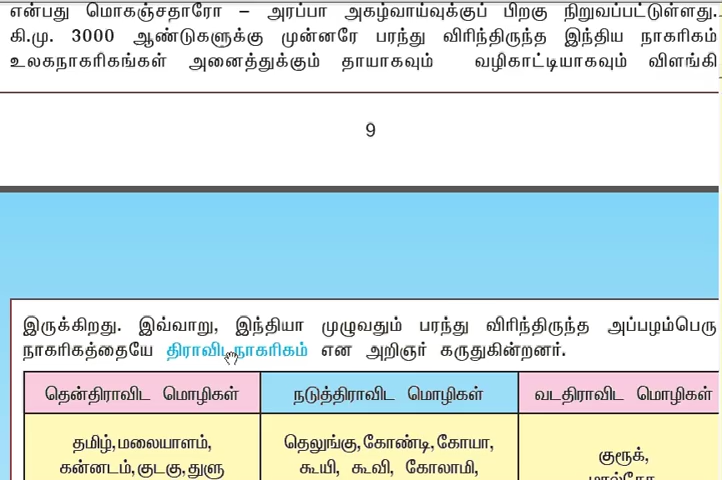 என்பது மொகஞ்சதாரோ – அரப்பா அகழ்வாய்வுக்குப் பிறகு நிறுவப்பட்டுள்ளது.
கி.மு. 3000 ஆண்டுகளுக்கு முன்னரே பரந்து விரிந்திருந்த இந்திய நாகரிகம்
உலகநாகரிகங்கள் அனைத்துக்கும் தாயாகவும் வழிகாட்டியாகவும் விளங்கி
9
இருக்கிறது. இவ்வாறு, இந்தியா முழுவதும் பரந்து விரிந்திருந்த அப்பழம்பெரு
நாகரிகத்தையே திராவிடநாகரிகம் என அறிஞர் கருதுகின்றனர்.
தென்திராவிட மொழிகள் நடுத்திராவிட மொழிகள் வடதிராவிட மொழிகள்
தமிழ்,மலையாளம், தெலுங்கு,கோண்டி,கோயா, குரூக்,
கன்னடம்,குடகு,துளு கூயி, கூவி, கோலாமி,